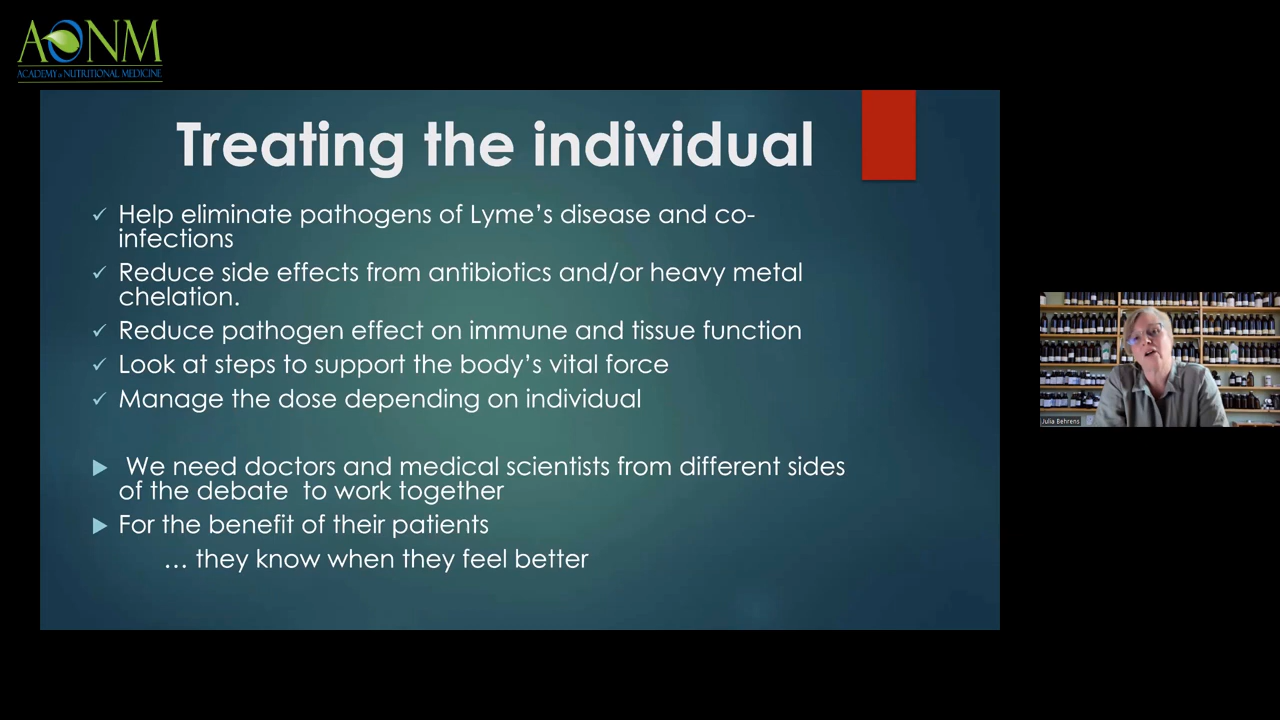 AONM
ACADEMY of NUTRITIONAL MEDICINE
Treating the individual
✓ Help eliminate pathogens of Lyme’s disease and co-
infections
✓ Reduce side effects from antibiotics and/or heavy metal
chelation.
✓ Reduce pathogen effect on immune and tissue function
✓ Look at steps to support the body’s vital force
✓ Manage the dose depending on individual
▶ We need doctors and medical scientists from different sides
of the debate  to work together
▶ For the benefit of their patients
… they know when they feel better
Julia Behrens